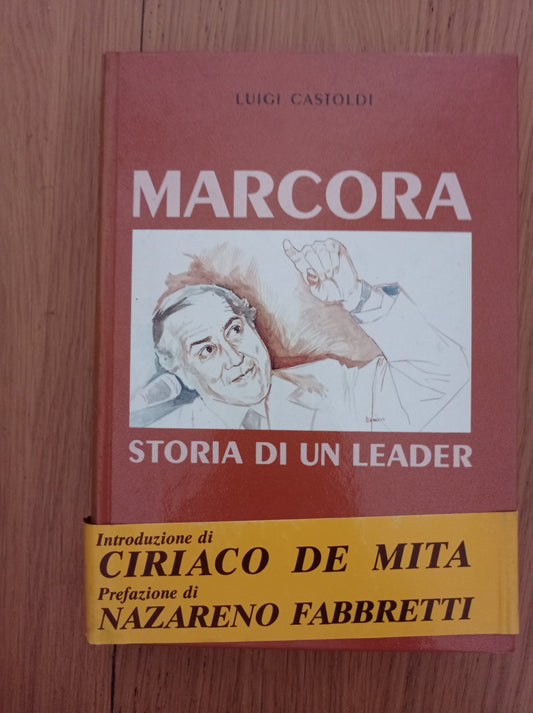 LUIGI CASTOLDI
MARCORA
STORIA DI UN LEADER
Introduzione di
CIRIACO DE MITA
Prefazione di
NAZARENO FABBRETTI